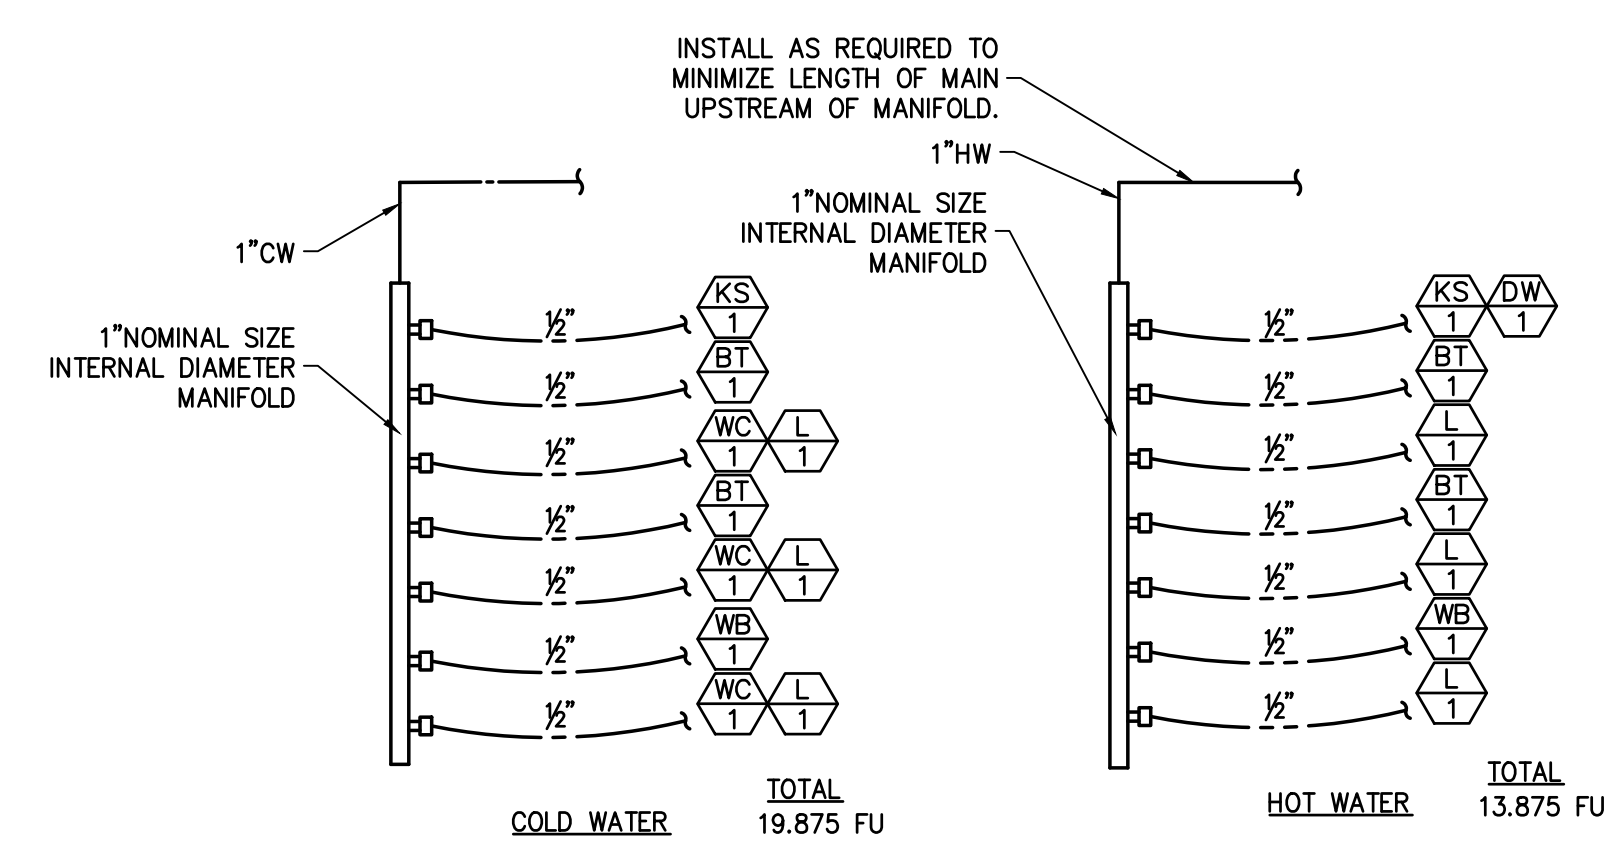 INSTALL AS REQUIRED TO
MINIMIZE LENGTH OF MAIN
UPSTREAM OF MANIFOLD.
1"CW
1"NOMINAL SIZE
INTERNAL DIAMETER
MANIFOLD
½"
KS
1
½"
BT
1
½"
WC L
1 1
½"
BT
1
½"
WC L
1 1
½"
WB
1
½"
WC L
1 1
COLD WATER
TOTAL
19.875 FU
1"HW
1"NOMINAL SIZE
INTERNAL DIAMETER
MANIFOLD
½"
KS DW
1 1
½"
BT
1
½"
L
1
½"
BT
1
½"
L
1
½"
WB
1
½"
L
1
HOT WATER
TOTAL
13.875 FU